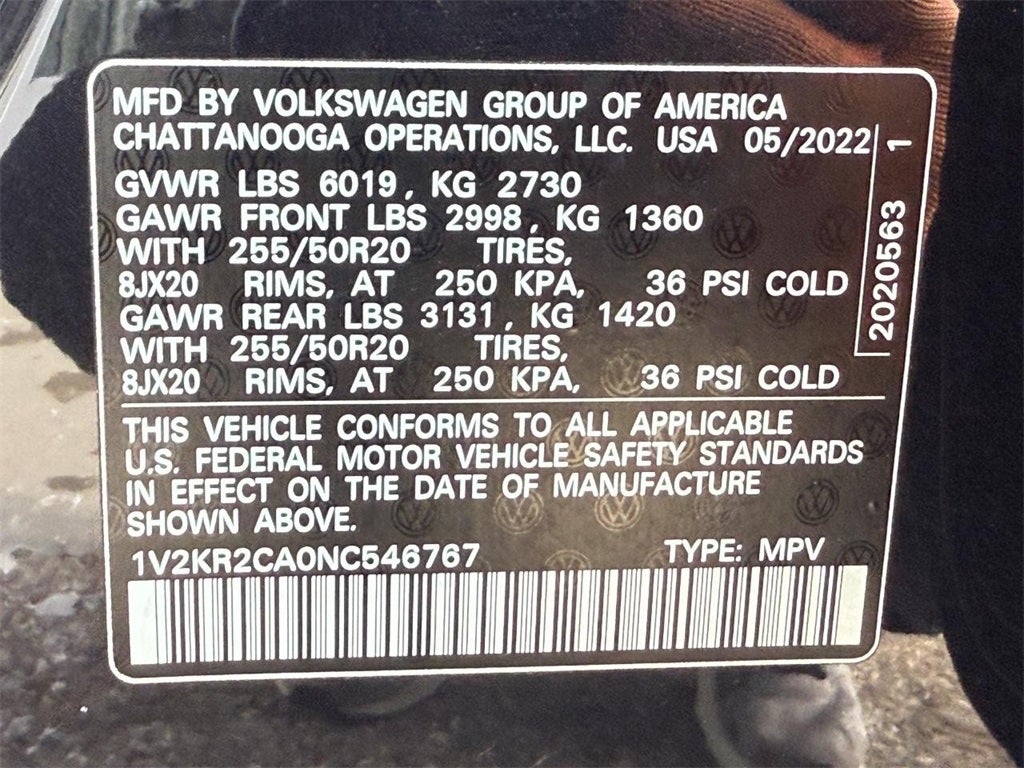 MFD BY VOLKSWAGEN GROUP OF AMERICA
CHATTANOOGA OPERATIONS, LLC. USA 05/2022
GVWR LBS 6019, KG 2730
GAWR FRONT LBS 2998, KG 1360
WITH 255/50R20 TIRES,
8JX20 RIMS, AT 250 KPA, 36 PSI COLD
GAWR REAR LBS 3131, KG 1420
WITH 255/50R20 TIRES,
8JX20 RIMS, AT 250 KPA, 36 PSI COLD
2020563 1
THIS VEHICLE CONFORMS TO ALL APPLICABLE
U.S. FEDERAL MOTOR VEHICLE SAFETY STANDARDS
IN EFFECT ON THE DATE OF MANUFACTURE
SHOWN ABOVE.
1V2KR2CA0NC546767 TYPE: MPV